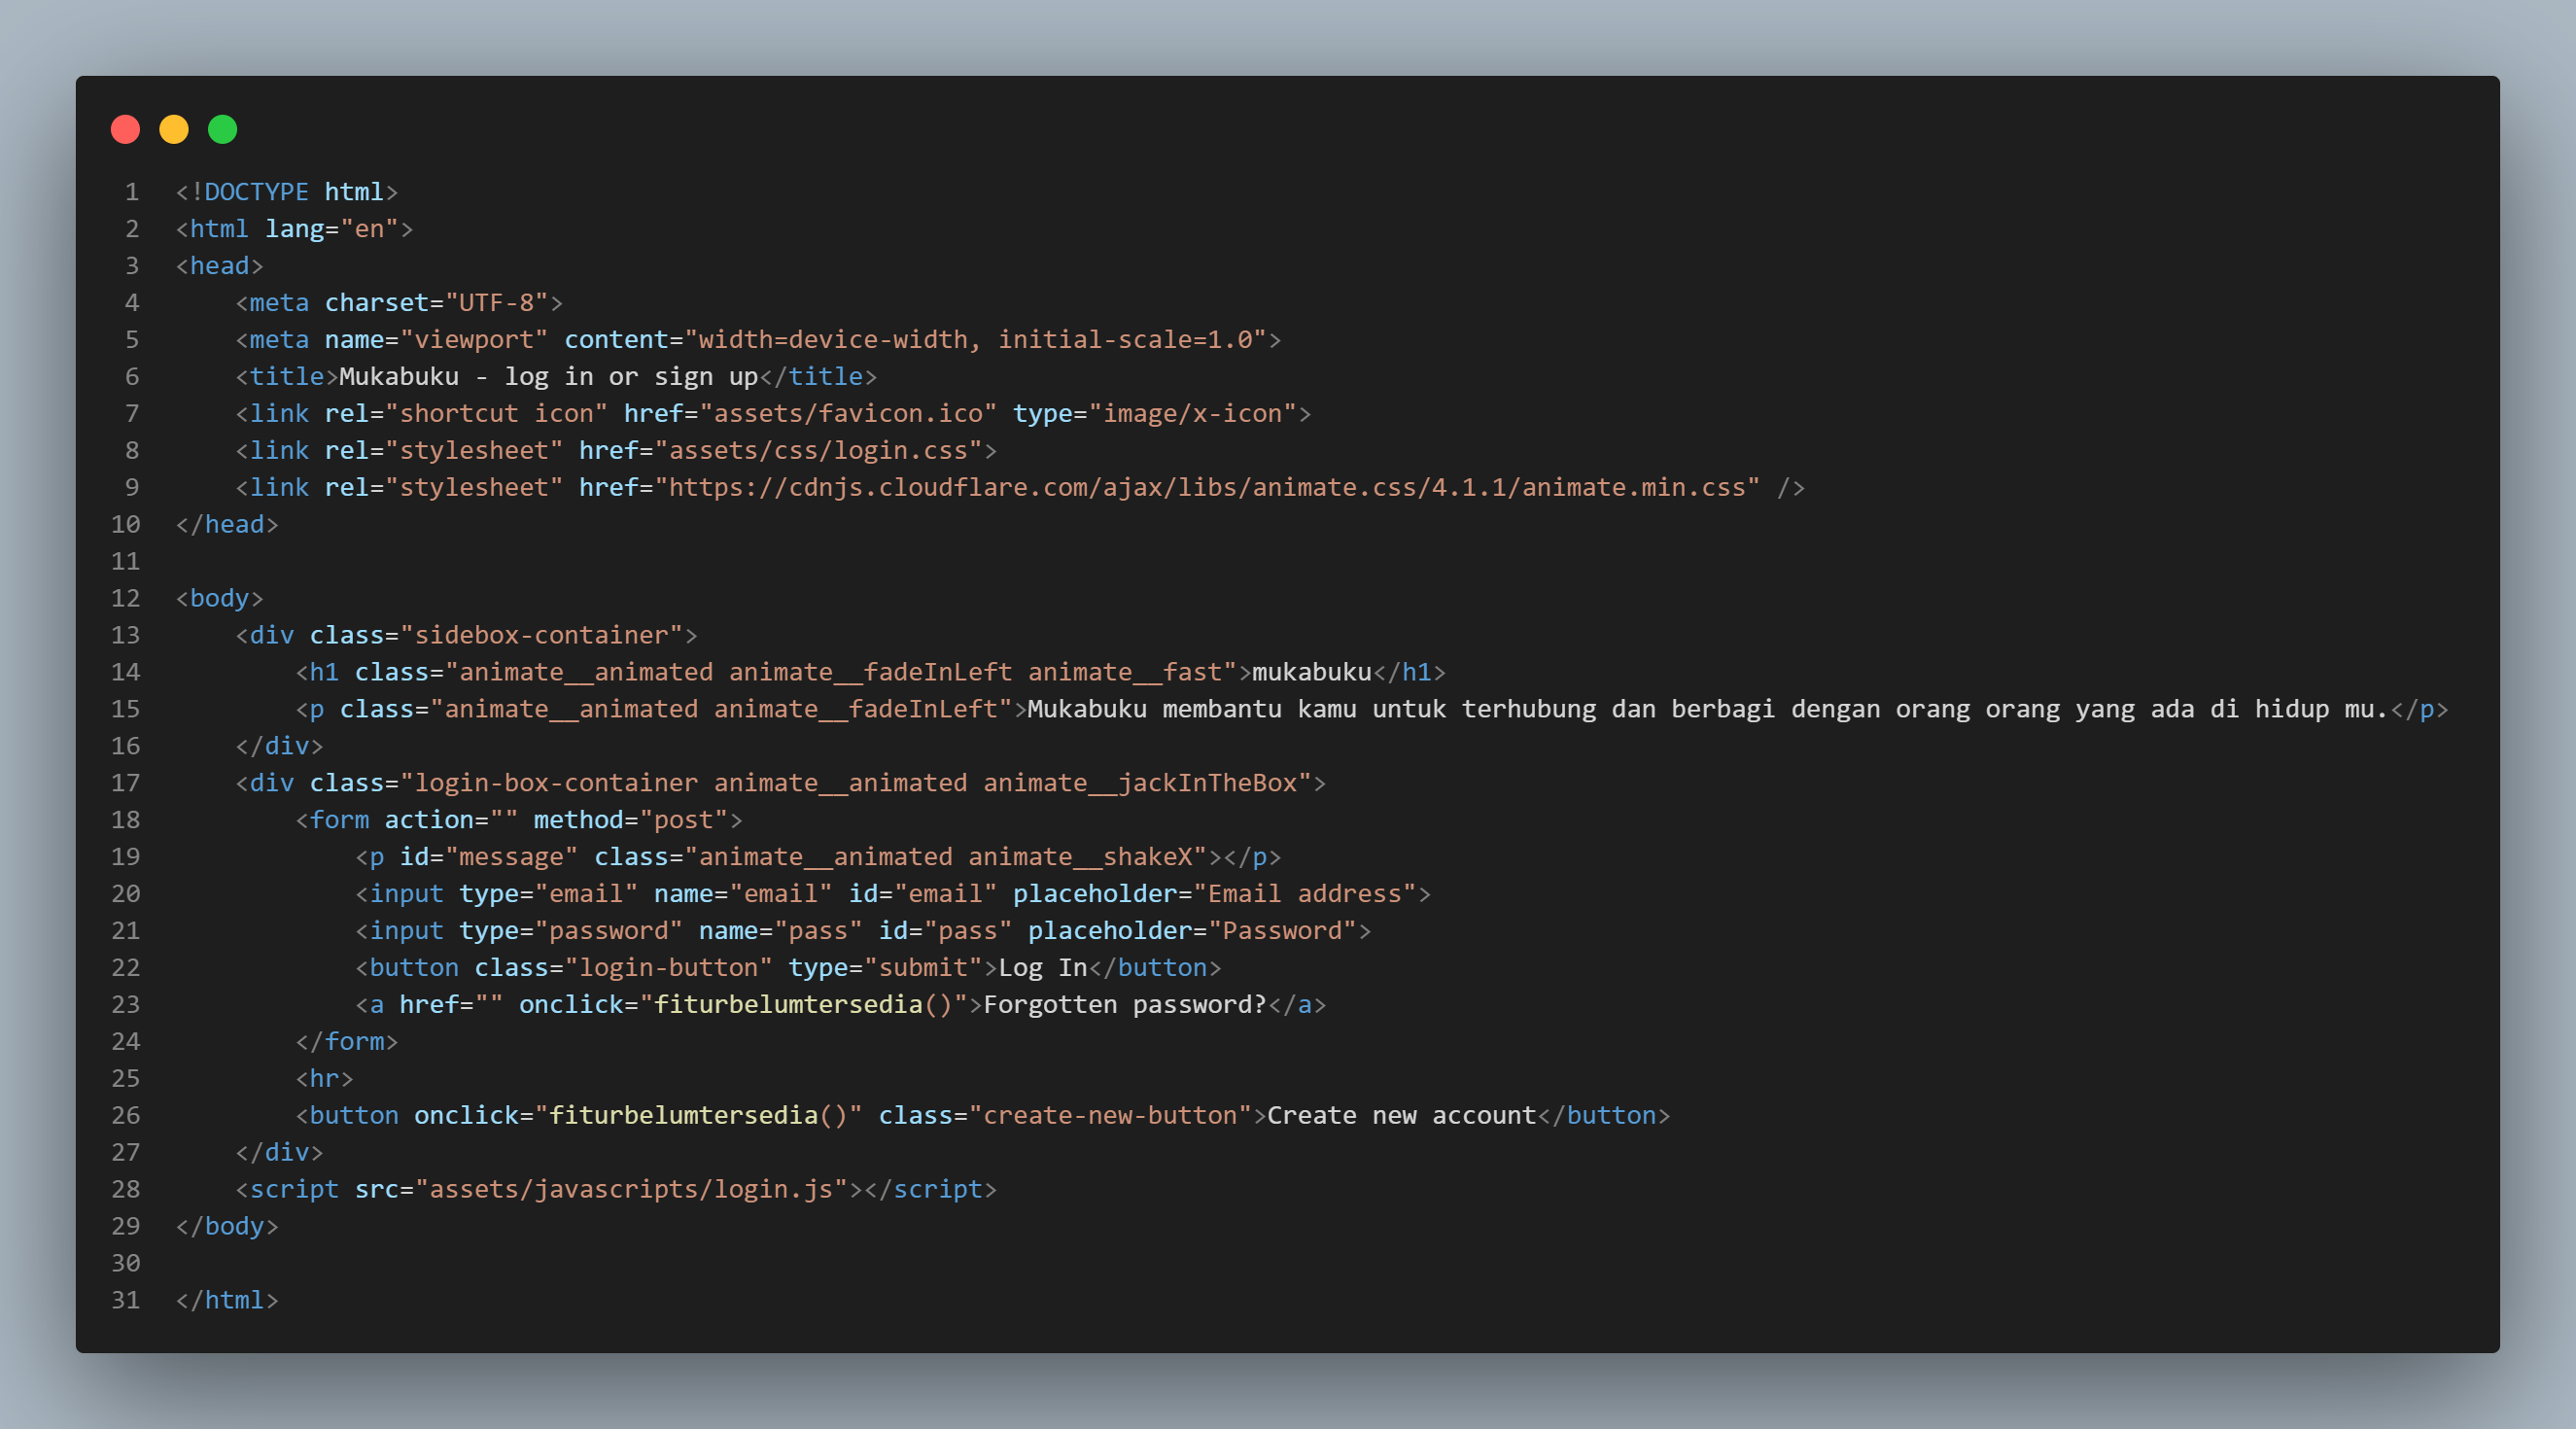 1 <!DOCTYPE html>
2 <html lang="en">
3 <head>
4     <meta charset="UTF-8">
5     <meta name="viewport" content="width=device-width, initial-scale=1.0">
6     <title>Mukabuku - log in or sign up</title>
7     <link rel="shortcut icon" href="assets/favicon.ico" type="image/x-icon">
8     <link rel="stylesheet" href="assets/css/login.css">
9     <link rel="stylesheet" href="https://cdnjs.cloudflare.com/ajax/libs/animate.css/4.1.1/animate.min.css" />
10 </head>
11
12 <body>
13     <div class="sidebox-container">
14         <h1 class="animate__animated animate__fadeInLeft animate__fast">mukabuku</h1>
15         <p class="animate__animated animate__fadeInLeft">Mukabuku membantu kamu untuk terhubung dan berbagi dengan orang orang yang ada di hidup mu.</p>
16     </div>
17     <div class="login-box-container animate__animated animate__jackInTheBox">
18         <form action="" method="post">
19             <p id="message" class="animate__animated animate__shakeX"></p>
20             <input type="email" name="email" id="email" placeholder="Email address">
21             <input type="password" name="pass" id="pass" placeholder="Password">
22             <button class="login-button" type="submit">Log In</button>
23             <a href="" onclick="fiturbelumtersedia()">Forgotten password?</a>
24         </form>
25         <hr>
26         <button onclick="fiturbelumtersedia()" class="create-new-button">Create new account</button>
27     </div>
28     <script src="assets/javascripts/login.js"></script>
29 </body>
30
31 </html>